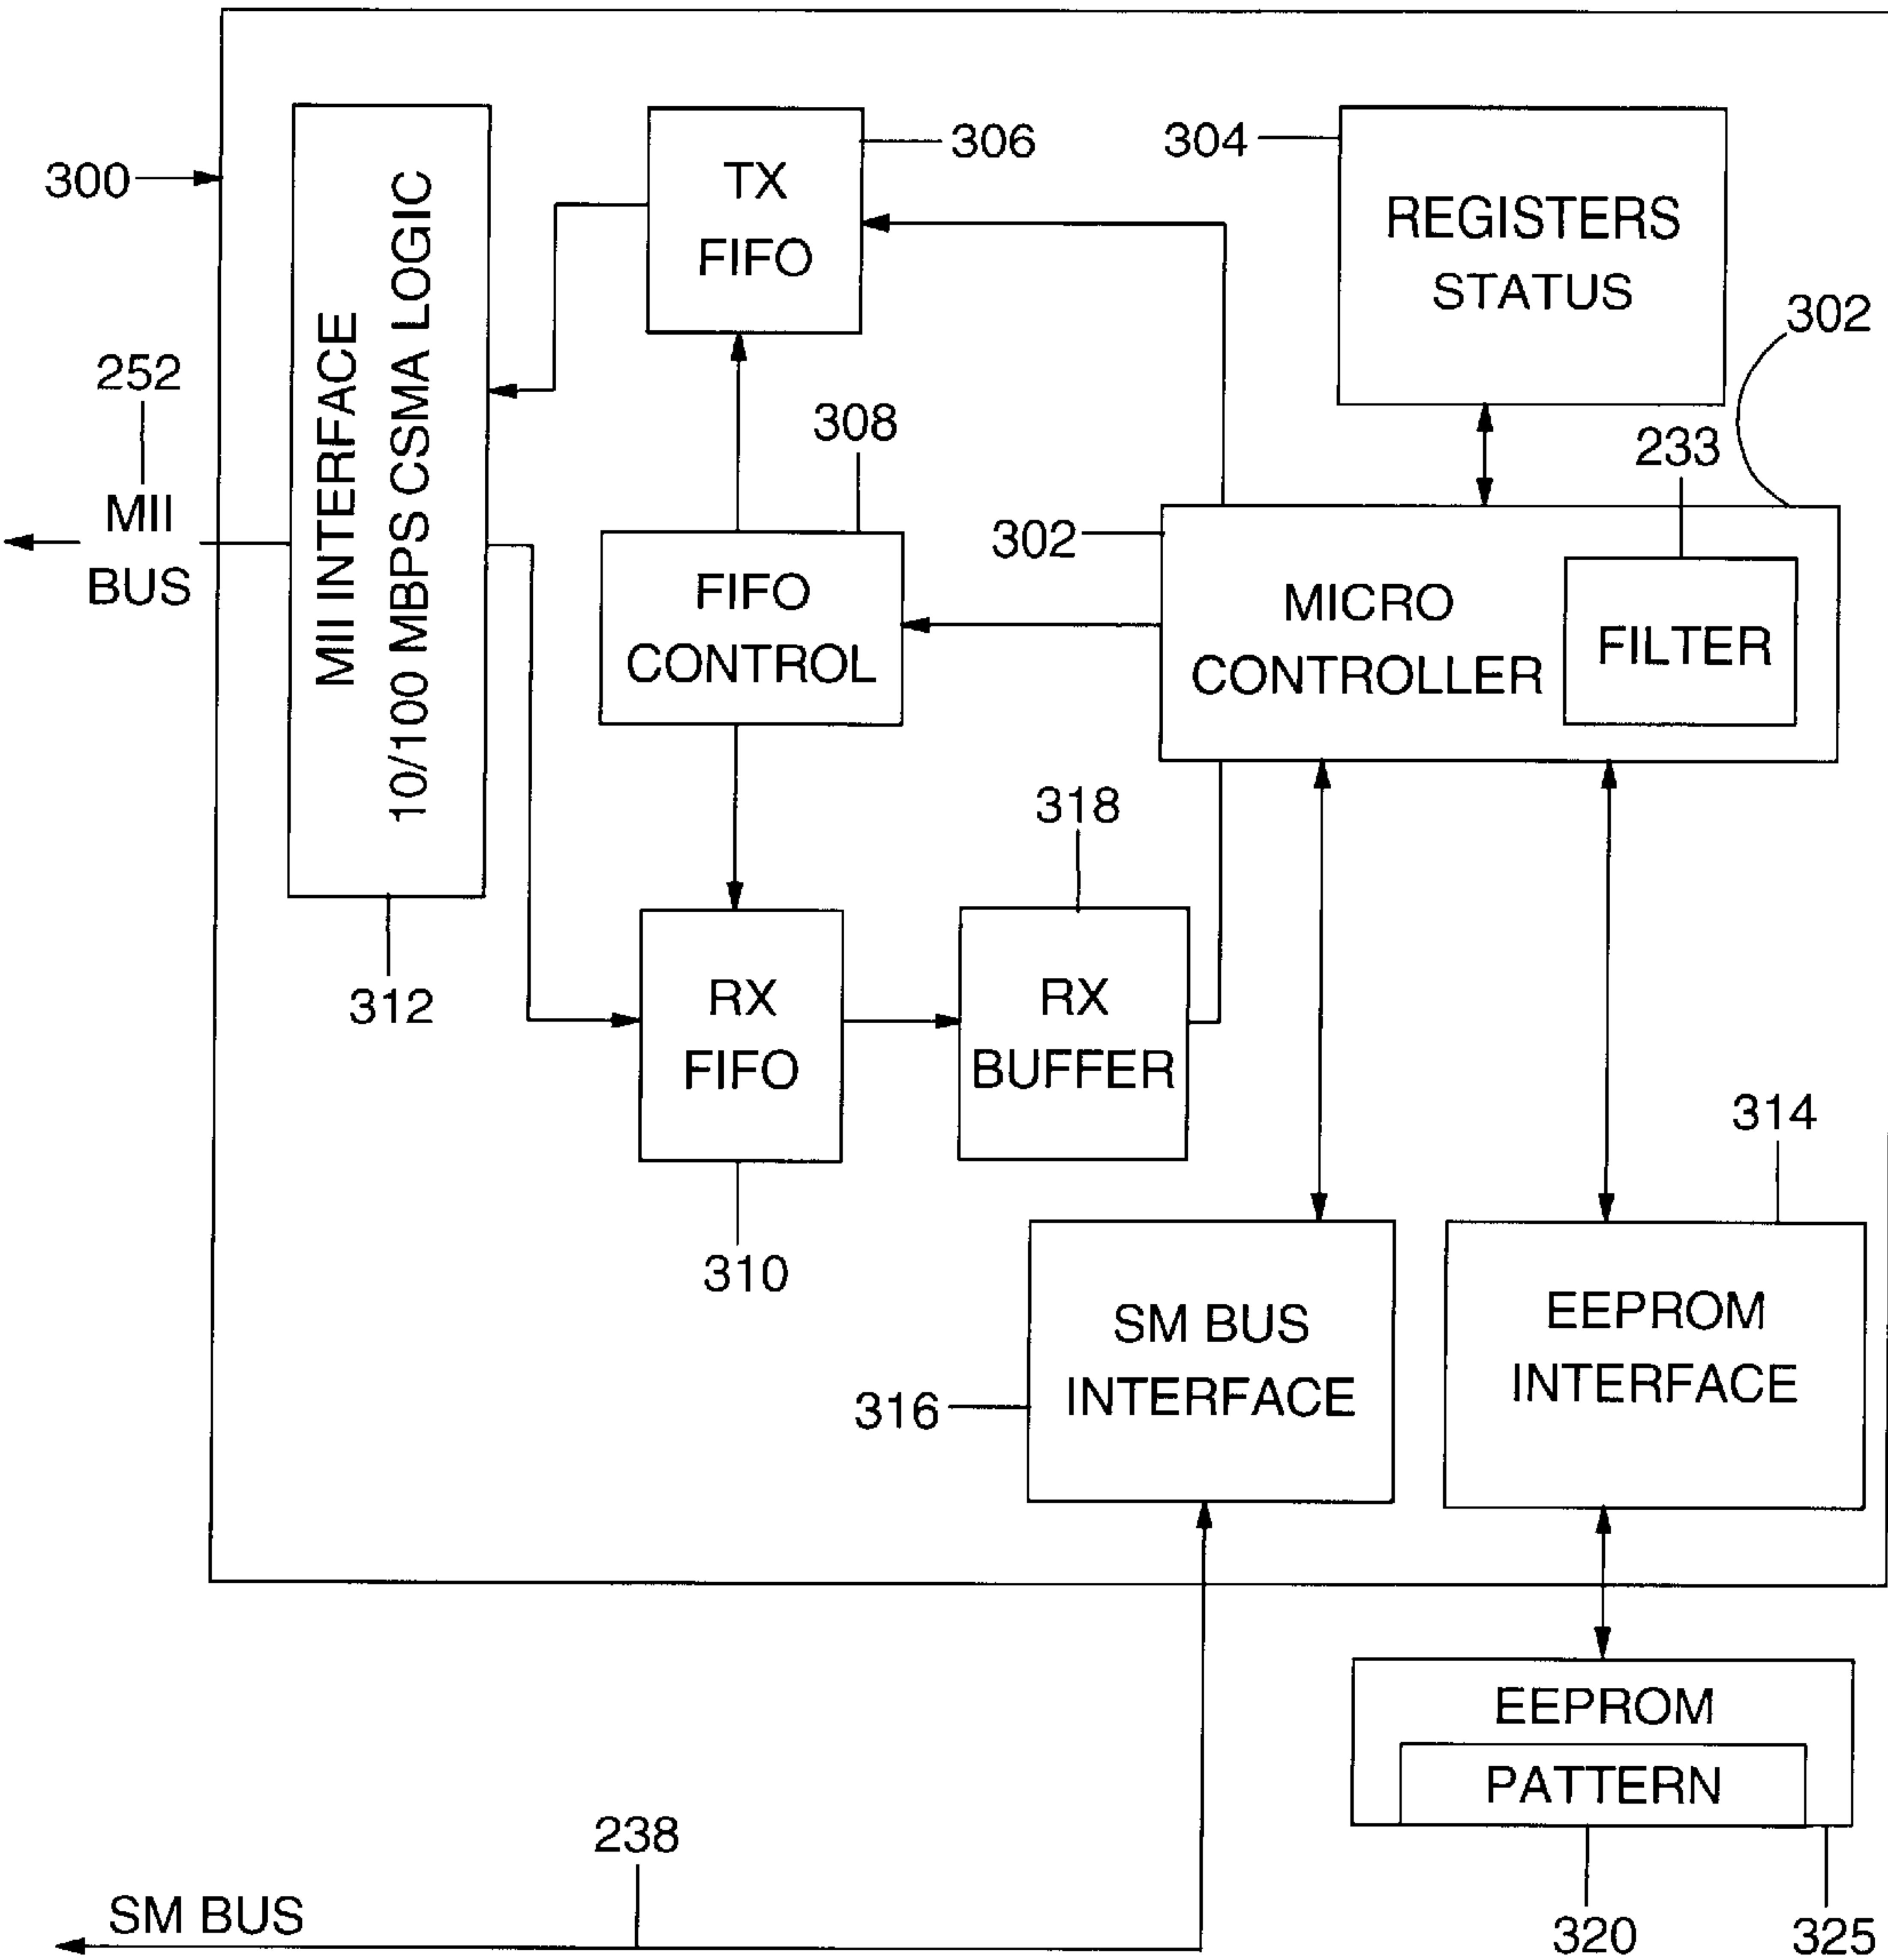 300
MII INTERFACE
10/100 MBPS CSMA LOGIC
312
252
MII
BUS
TX
FIFO
306
304
REGISTERS
STATUS
302
308
FIFO
CONTROL
302
MICRO
CONTROLLER
233
FILTER
318
RX
FIFO
310
RX
BUFFER
314
SM BUS
INTERFACE
316
EEPROM
INTERFACE
EEPROM
PATTERN
320
325
238
SM BUS